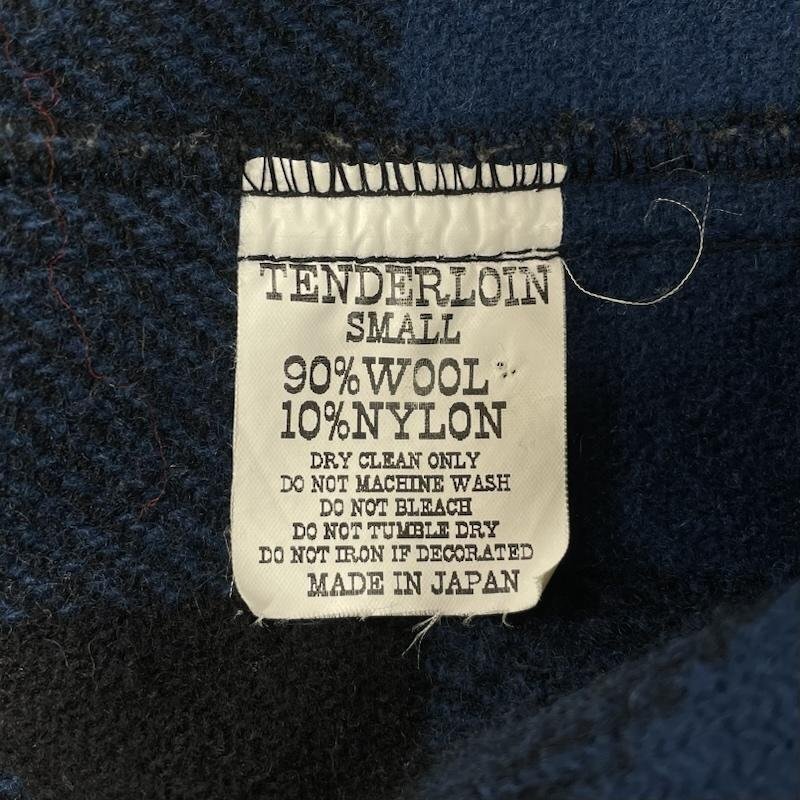 TENDERLOIN
SMALL
90%WOOL
10%NYLON
DRY CLEAN ONLY
DO NOT MACHINE WASH
DO NOT BLEACH
DO NOT TUMBLE DRY
DO NOT IRON IF DECORATED
MADE IN JAPAN